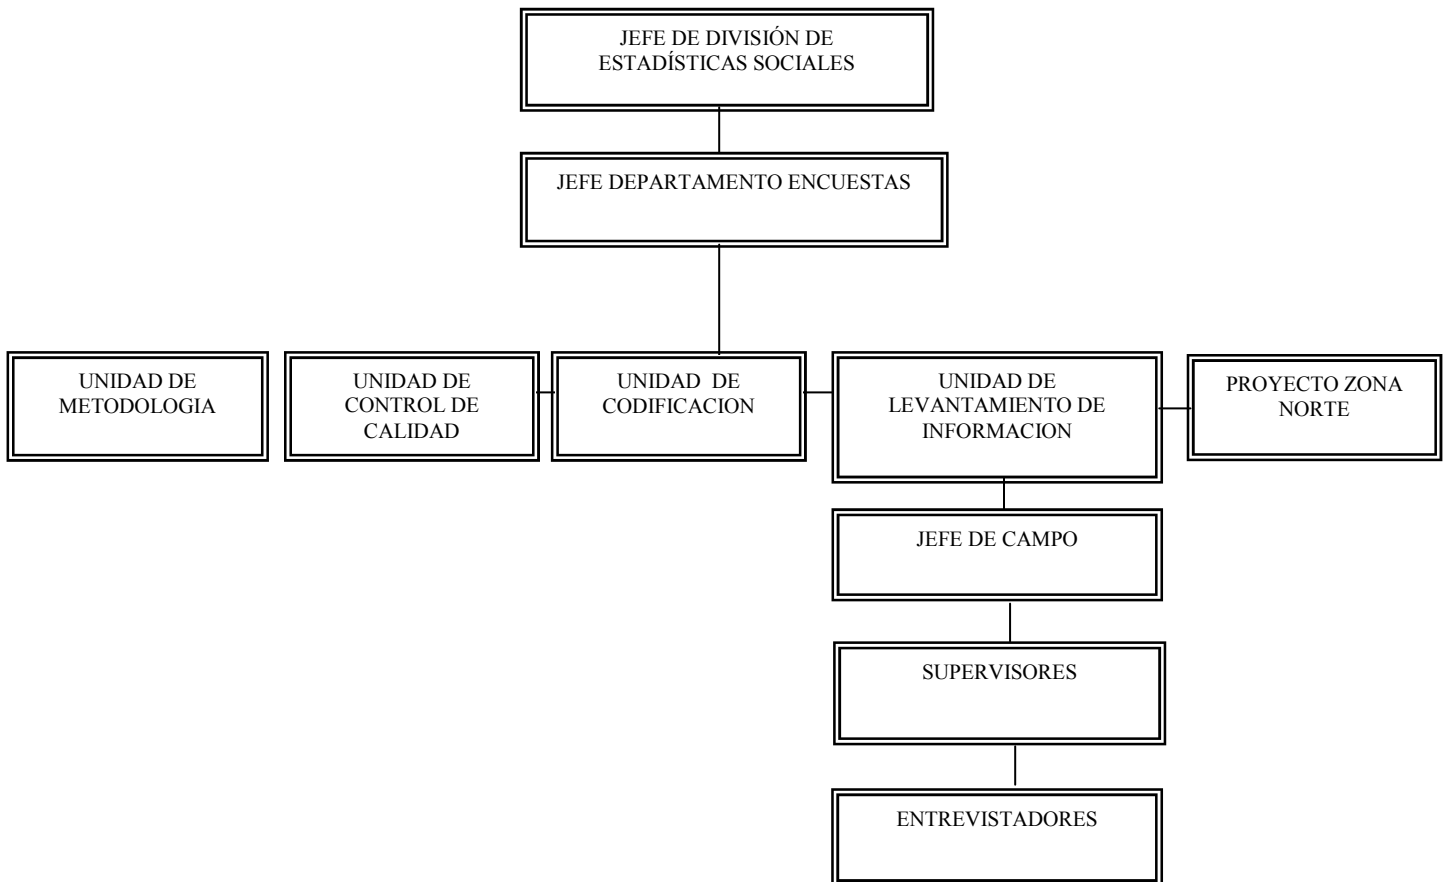 JEFE DE DIVISIÓN DE
ESTADÍSTICAS SOCIALES
JEFE DEPARTAMENTO ENCUESTAS
UNIDAD DE
METODOLOGIA
UNIDAD DE
CONTROL DE
CALIDAD
UNIDAD DE
CODIFICACION
UNIDAD DE
LEVANTAMIENTO DE
INFORMACION
PROYECTO ZONA
NORTE
JEFE DE CAMPO
SUPERVISORES
ENTREVISTADORES